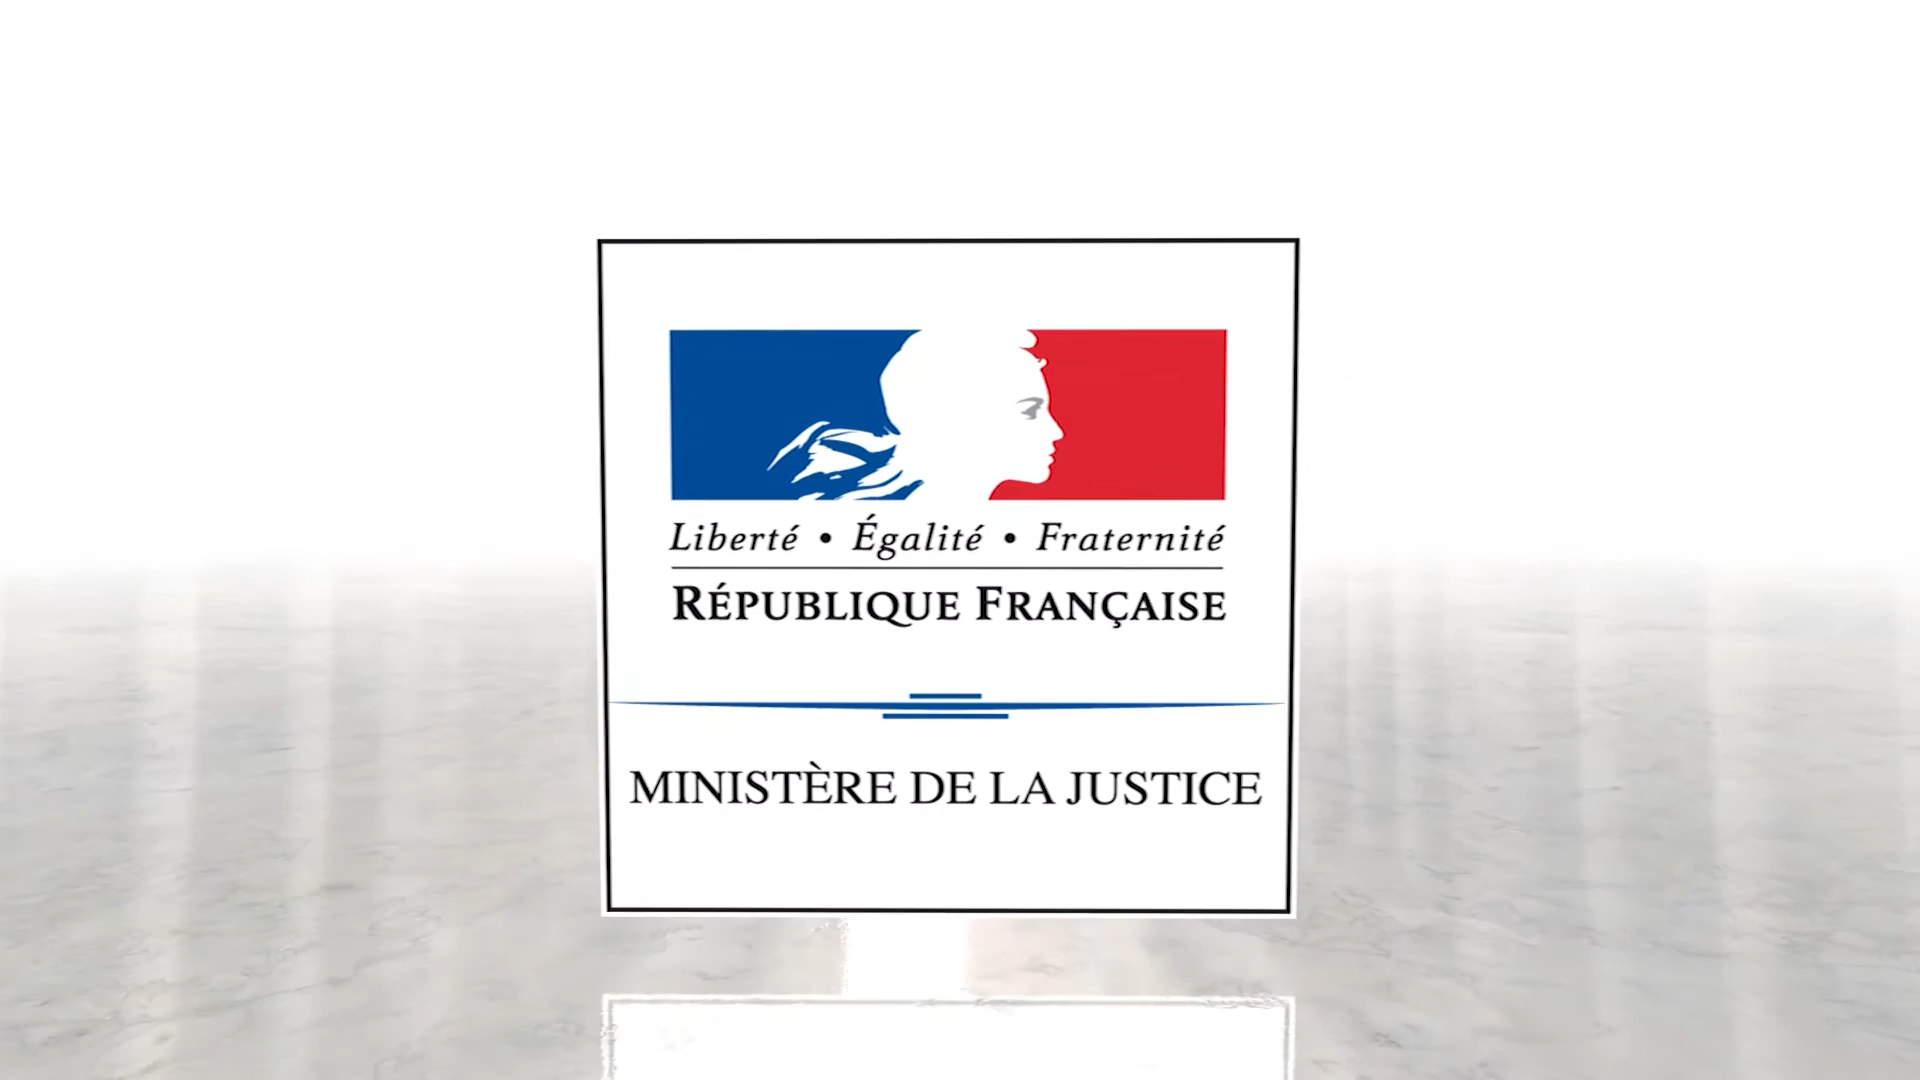 Liberté • Égalité • Fraternité
RÉPUBLIQUE FRANÇAISE
MINISTÈRE DE LA JUSTICE